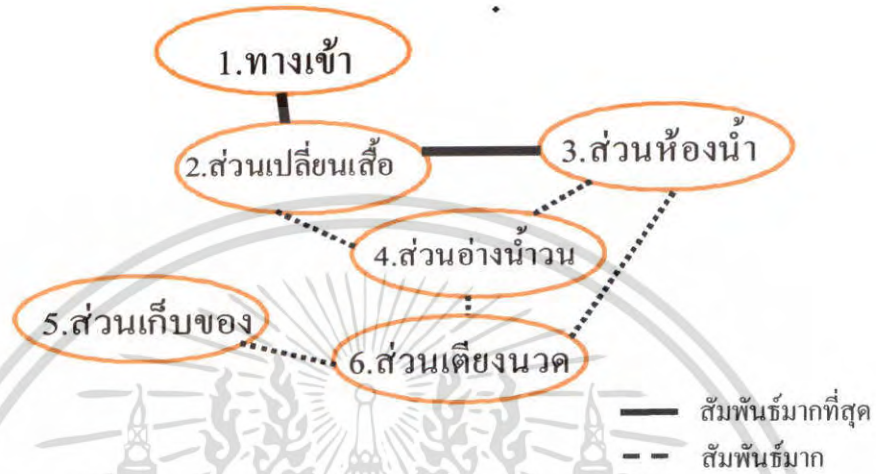 1.ทางเข้า
2.ส่วนเปลี่ยนเสื้อ
3.ส่วนห้องน้ำ
4.ส่วนอ่างน้ำวน
5.ส่วนเก็บของ
6.ส่วนเตียงนวด
สัมพันธ์มากที่สุด
สัมพันธ์มาก